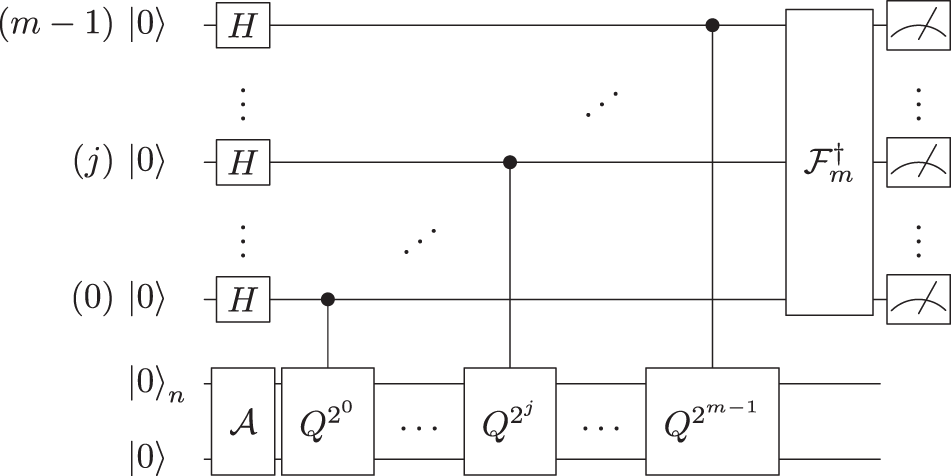 (m − 1) |0⟩ H
⋮ ⋰ ⋮
(j) |0⟩ H 𝓕†ₘ
⋮ ⋰ ⋮
(0) |0⟩ H
|0⟩ₙ
𝒜 Q^{2^0} ⋯ Q^{2^j} ⋯ Q^{2^{m−1}}
|0⟩